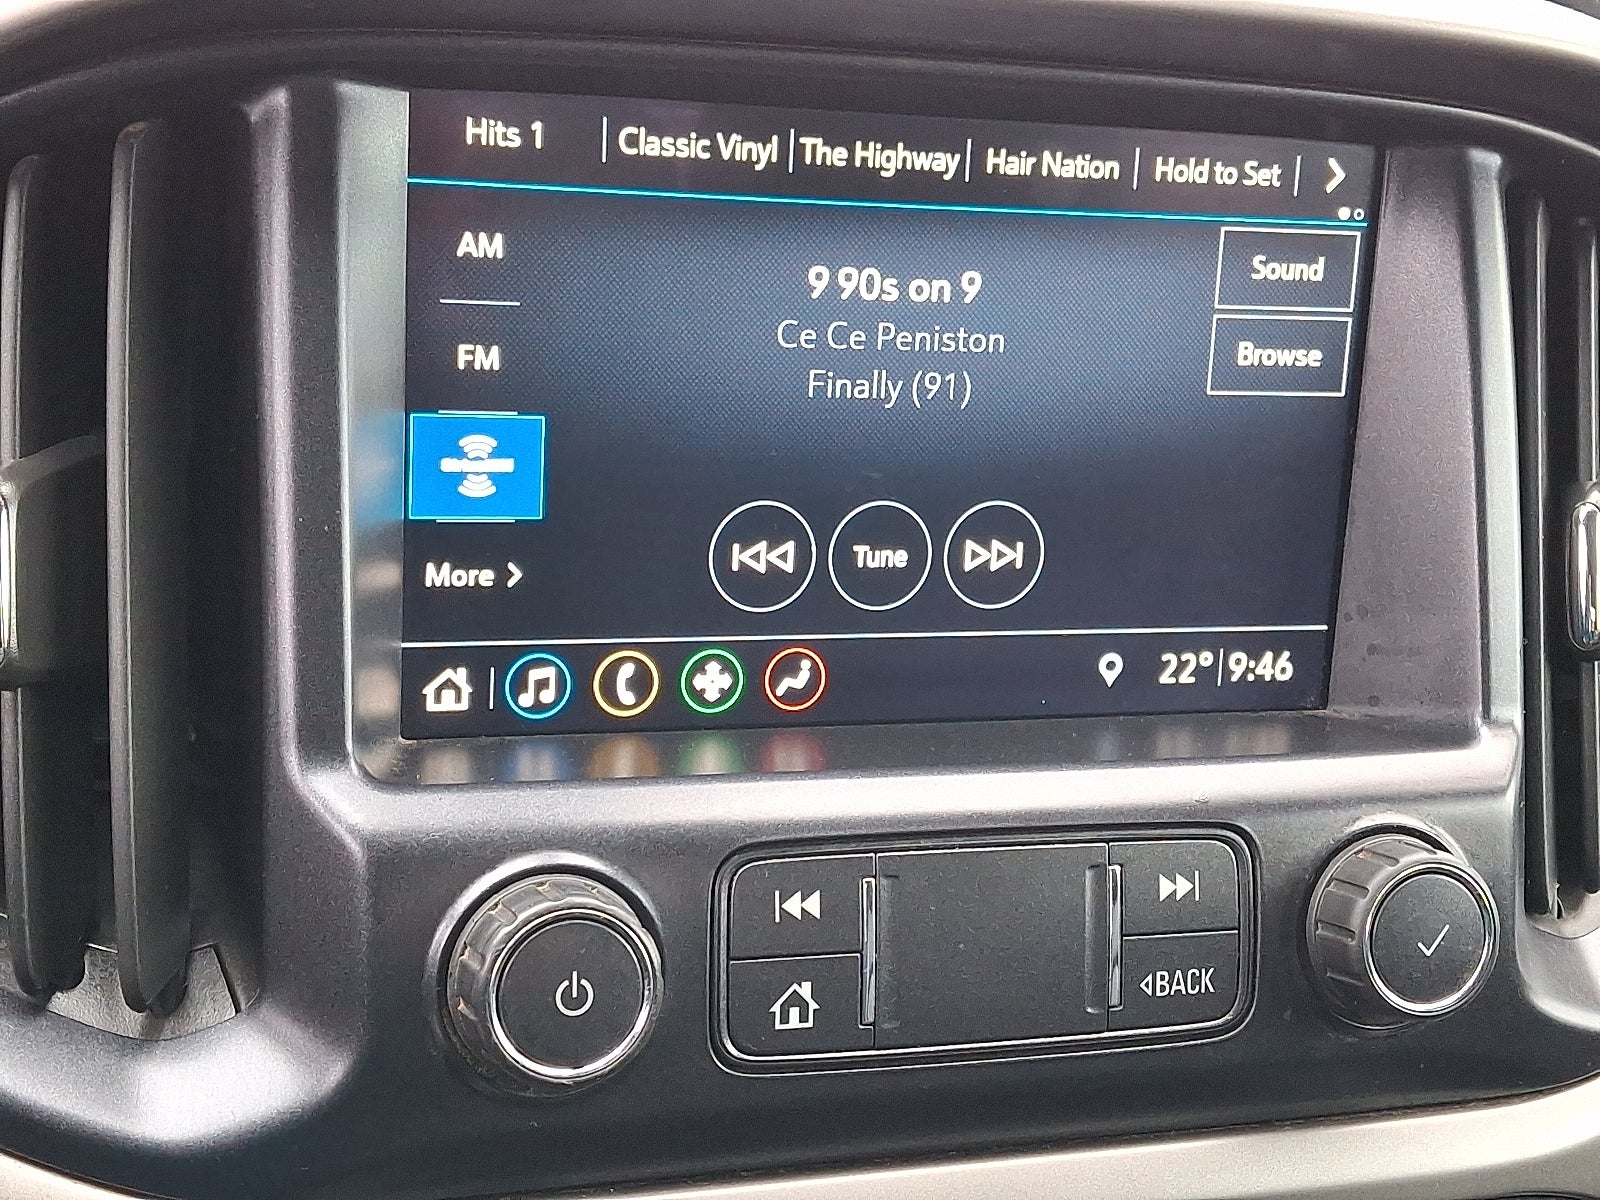 Hits 1 | Classic Vinyl | The Highway | Hair Nation | Hold to Set |
AM
Sound
9 90s on 9
Ce Ce Peniston
Finally (91)
FM
Browse
Tune
More
22° | 9:46
BACK